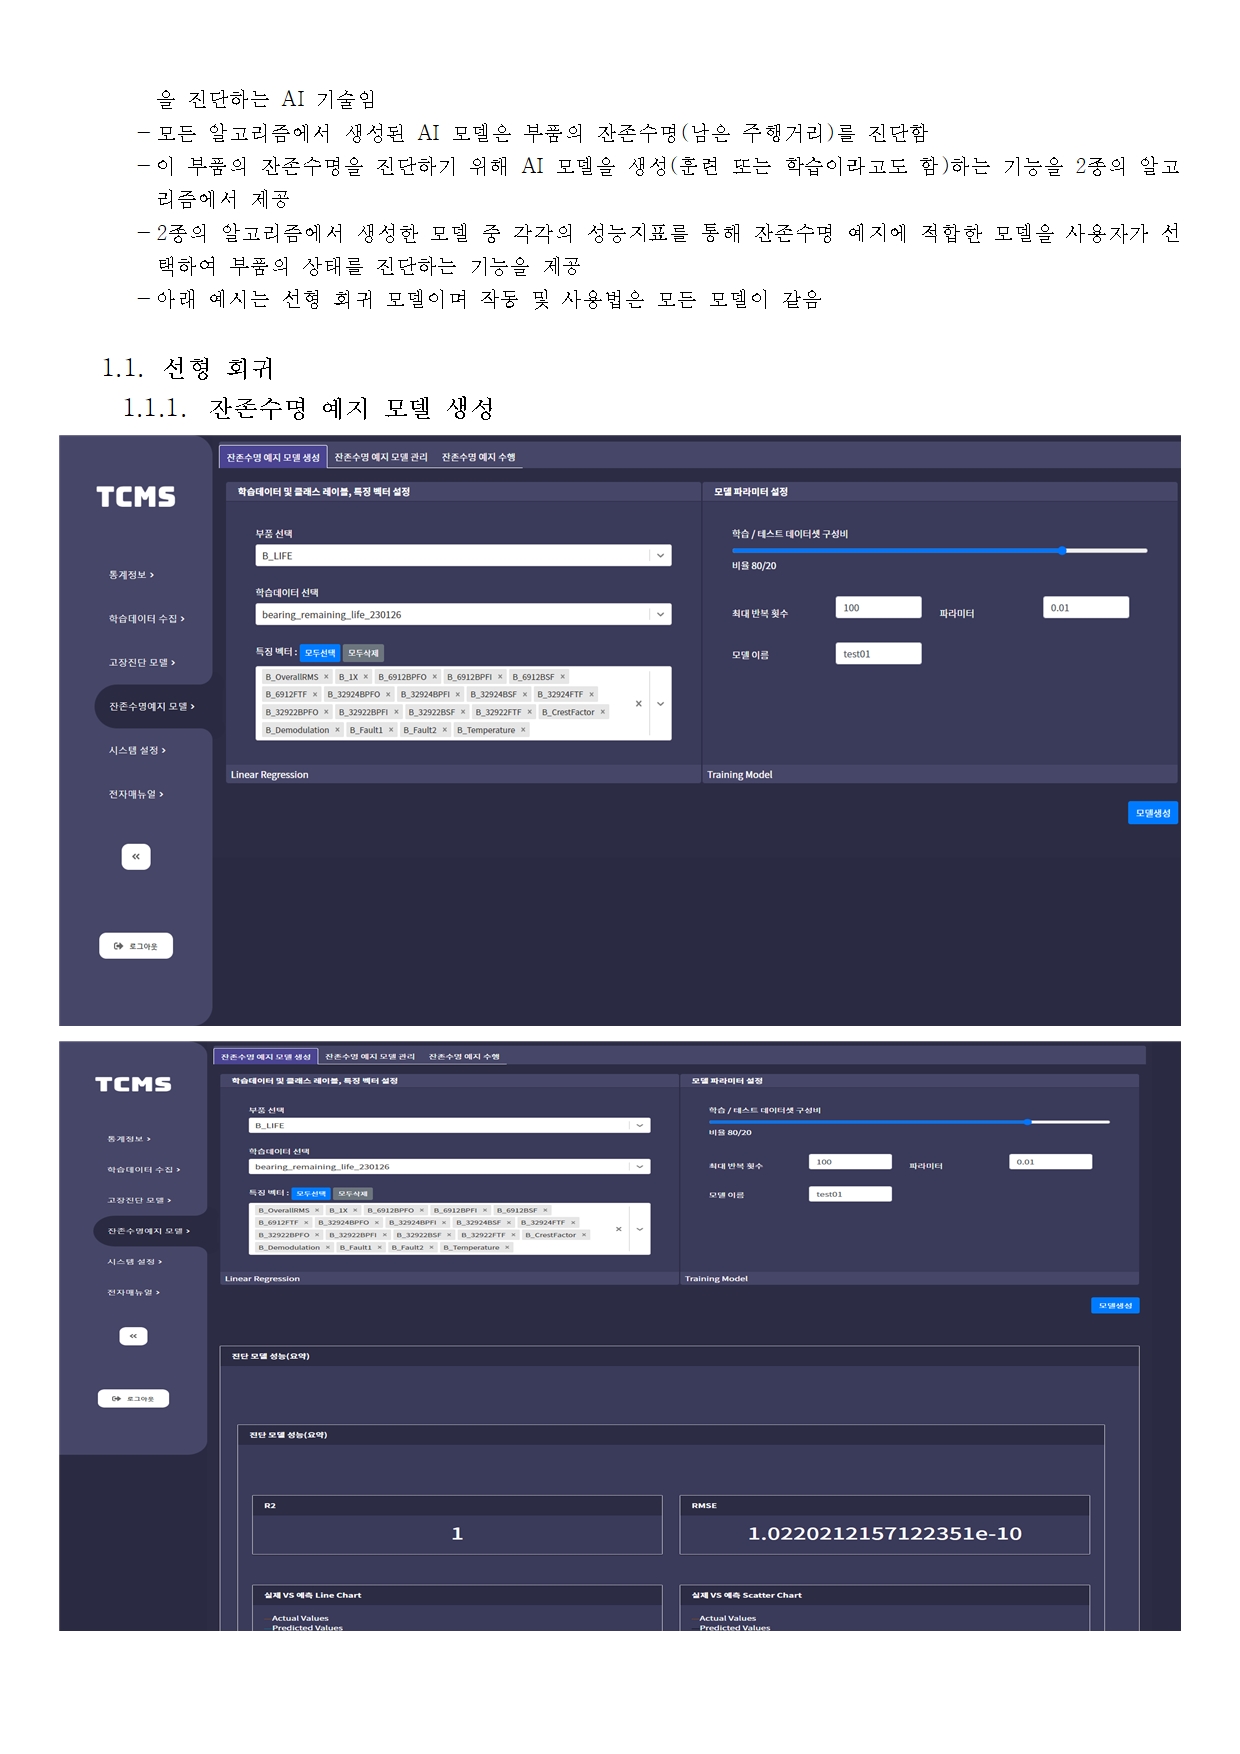 을 진단하는 AI 기술임
- 모든 알고리즘에서 생성된 AI 모델은 부품의 잔존수명(남은 주행거리)를 진단함
- 이 부품의 잔존수명을 진단하기 위해 AI 모델을 생성(훈련 또는 학습이라고도 함)하는 기능을 2종의 알고
리즘에서 제공
- 2종의 알고리즘에서 생성한 모델 중 각각의 성능지표를 통해 잔존수명 예지에 적합한 모델을 사용자가 선
택하여 부품의 상태를 진단하는 기능을 제공
- 아래 예시는 선형 회귀 모델이며 작동 및 사용법은 모든 모델이 같음
1.1. 선형 회귀
1.1.1. 잔존수명 예지 모델 생성
잔존수명 예지 모델 생성 잔존수명 예지 모델 관리 잔존수명 예지 수행
TCMS
통계정보 >
학습데이터 수집 >
고장진단 모델 >
잔존수명예지 모델 >
시스템 설정 >
전자매뉴얼 >
«
로그아웃
학습데이터 및 클래스 레이블, 특징 벡터 설정
부품 선택
B_LIFE
학습데이터 선택
bearing_remaining_life_230126
특징 벡터 : 모두선택 모두삭제
B_OverallRMS × B_1X × B_6912BPFO × B_6912BPFI × B_6912BSF ×
B_6912FTF × B_32924BPFO × B_32924BPFI × B_32924BSF × B_32924FTF ×
B_32922BPFO × B_32922BPFI × B_32922BSF × B_32922FTF × B_CrestFactor ×
B_Demodulation × B_Fault1 × B_Fault2 × B_Temperature ×
Linear Regression
모델 파라미터 설정
학습 / 테스트 데이터셋 구성비
비율 80/20
최대 반복 횟수 100 파라미터 0.01
모델 이름 test01
Training Model
모델생성
잔존수명 예지 모델 생성 잔존수명 예지 모델 관리 잔존수명 예지 수행
TCMS
통계정보 >
학습데이터 수집 >
고장진단 모델 >
잔존수명예지 모델 >
시스템 설정 >
전자매뉴얼 >
«
로그아웃
학습데이터 및 클래스 레이블, 특징 벡터 설정
부품 선택
B_LIFE
학습데이터 선택
bearing_remaining_life_230126
특징 벡터 : 모두선택 모두삭제
B_OverallRMS × B_1X × B_6912BPFO × B_6912BPFI × B_6912BSF ×
B_6912FTF × B_32924BPFO × B_32924BPFI × B_32924BSF × B_32924FTF ×
B_32922BPFO × B_32922BPFI × B_32922BSF × B_32922FTF × B_CrestFactor ×
B_Demodulation × B_Fault1 × B_Fault2 × B_Temperature ×
Linear Regression
모델 파라미터 설정
학습 / 테스트 데이터셋 구성비
비율 80/20
최대 반복 횟수 100 파라미터 0.01
모델 이름 test01
Training Model
모델생성
진단 모델 성능(요약)
진단 모델 성능(요약)
R2
1
RMSE
1.0220212157122351e-10
실제 VS 예측 Line Chart
Actual Values
Predicted Values
실제 VS 예측 Scatter Chart
Actual Values
Predicted Values